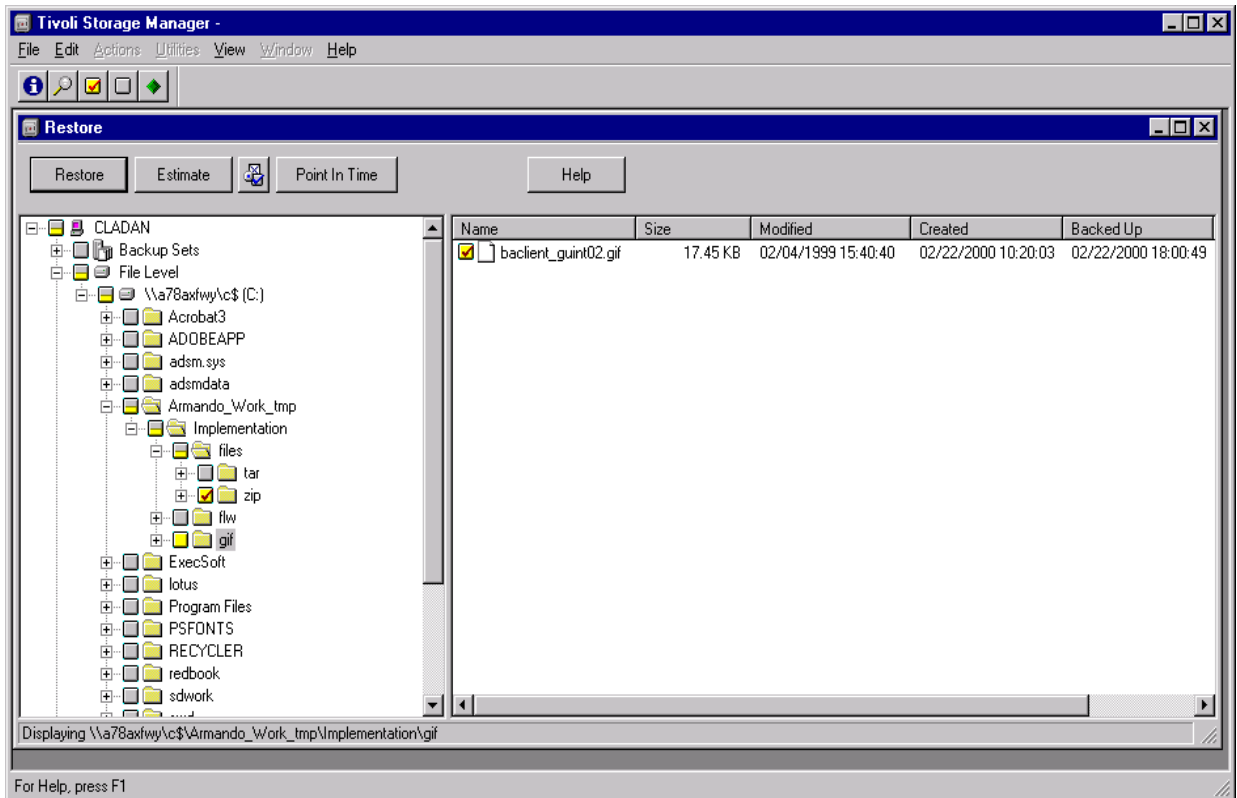 Tivoli Storage Manager -
File Edit Actions Utilities View Window Help
Restore
Restore Estimate Point In Time Help
CLADAN
Backup Sets
File Level
\\a78axfwy\c$ (C:)
Acrobat3
ADOBEAPP
adsm.sys
adsmdata
Armando_Work_tmp
Implementation
files
tar
zip
flw
gif
ExecSoft
lotus
Program Files
PSFONTS
RECYCLER
redbook
sdwork
Name Size Modified Created Backed Up
baclient_guint02.gif 17.45 KB 02/04/1999 15:40:40 02/22/2000 10:20:03 02/22/2000 18:00:49
Displaying \\a78axfwy\c$\Armando_Work_tmp\Implementation\gif
For Help, press F1